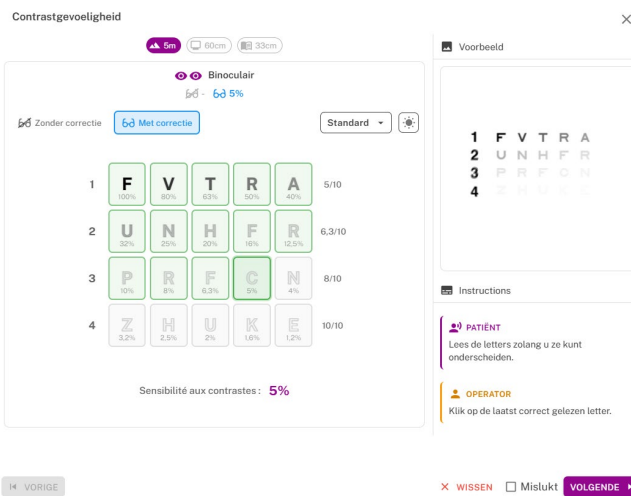 Contrastgevoeligheid
5m 60cm 33cm
Binoculair
- 5%
Zonder correctie Met correctie Standard
1 F 100% V 80% T 63% R 50% A 40% 5/10
2 U 32% N 25% H 20% F 16% R 12,5% 6,3/10
3 P 10% R 8% F 6,3% C 5% N 4% 8/10
4 Z 3,2% H 2,5% U 2% K 1,6% E 1,2% 10/10
Sensibilité aux contrastes : 5%
VORIGE
Voorbeeld
1 F V T R A
2 U N H F R
3 P R F C N
4 Z H U K E
Instructions
PATIËNT
Lees de letters zolang u ze kunt
onderscheiden.
OPERATOR
Klik op de laatst correct gelezen letter.
WISSEN Mislukt VOLGENDE